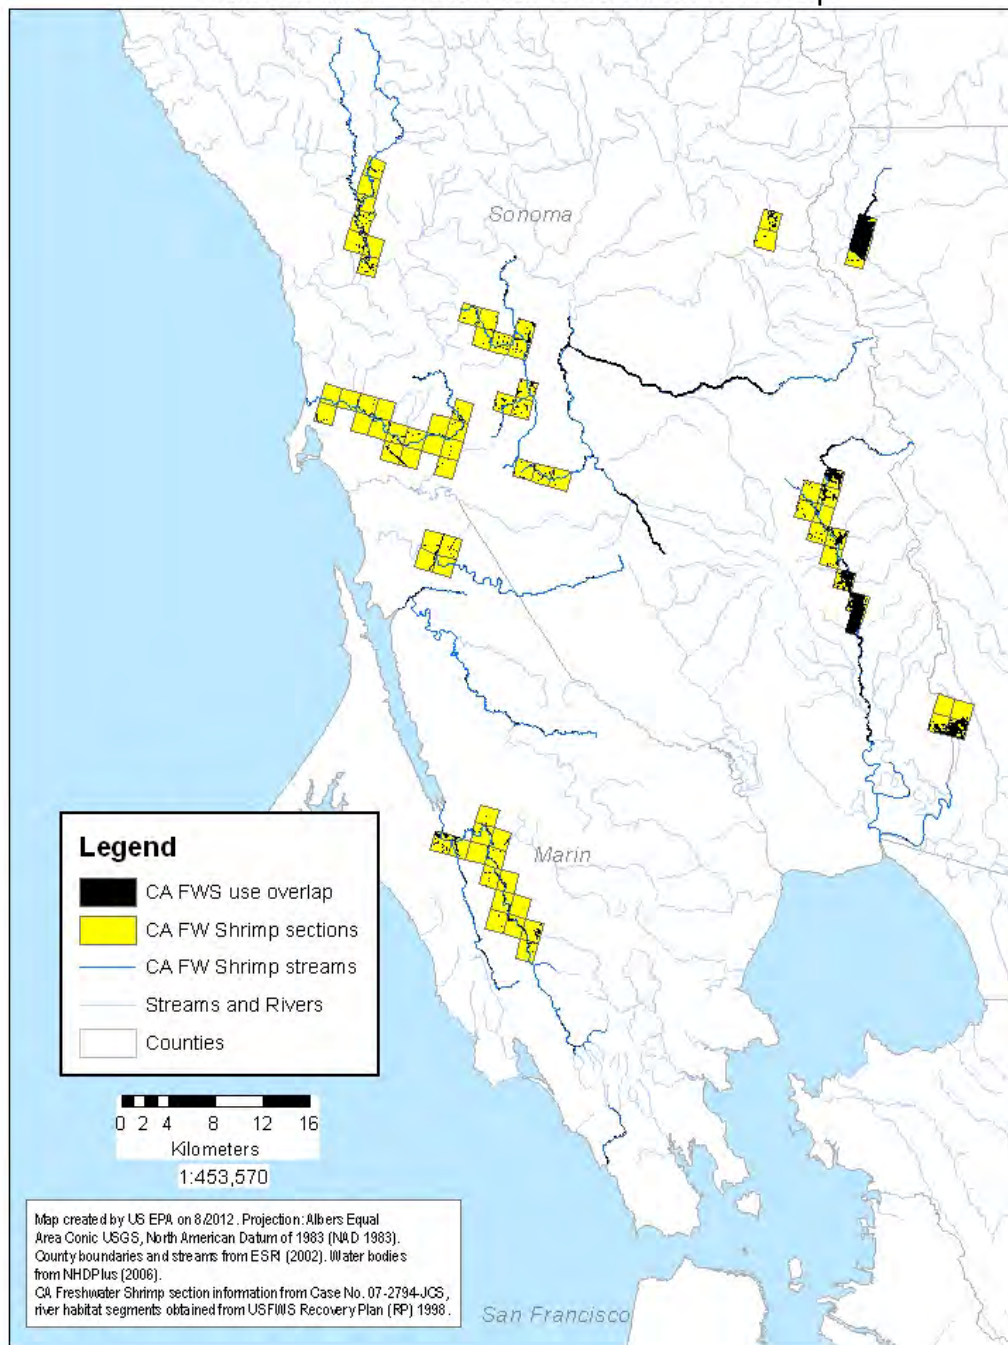 Sonoma
Marin
Legend
CA FWS use overlap
CA FW Shrimp sections
CA FW Shrimp streams
Streams and Rivers
Counties
0 2 4 8 12 16
Kilometers
1:453,570
Map created by US EPA on 8/2012. Projection: Albers Equal
Area Conic USGS, North American Datum of 1983 (NAD 1983).
County boundaries and streams from ESRI (2002). Water bodies
from NHDPlus (2006).
CA Freshwater Shrimp section information from Case No. 07-2794-JCS,
river habitat segments obtained from USFWS Recovery Plan (RP) 1998.
San Francisco